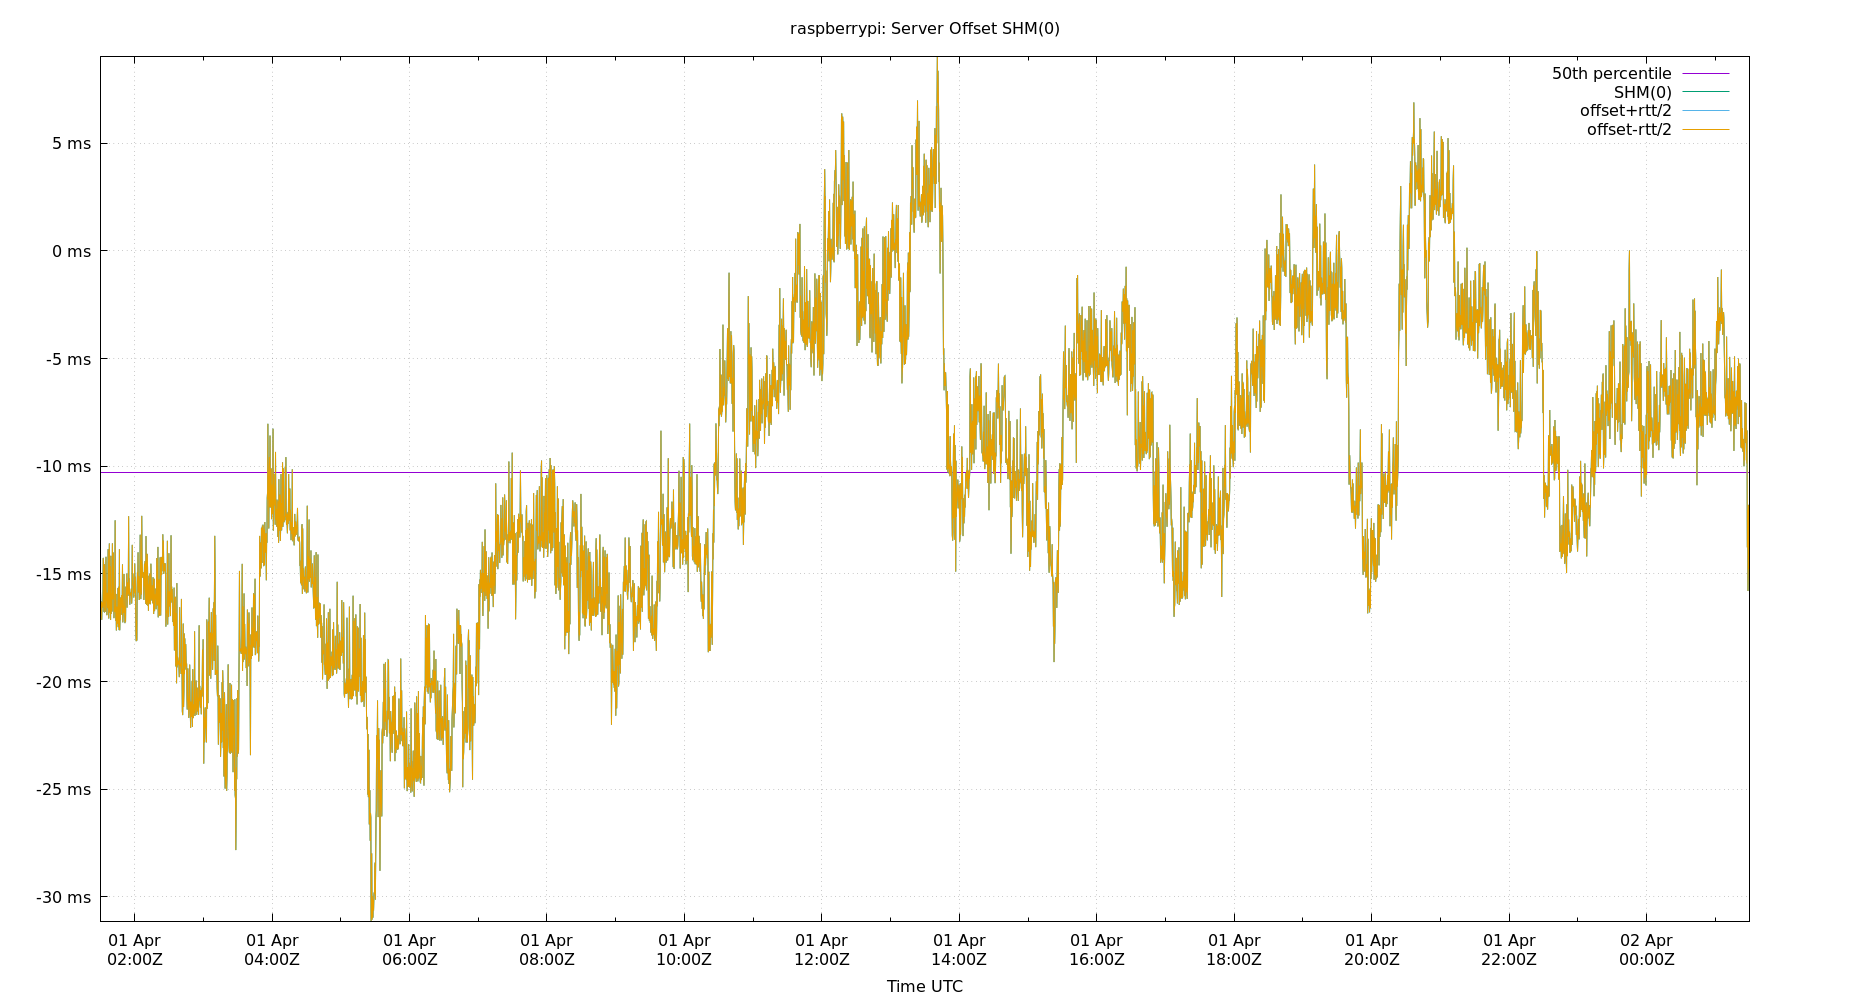 raspberrypi: Server Offset SHM(0)
50th percentile
SHM(0)
offset+rtt/2
offset-rtt/2
5 ms
0 ms
-5 ms
-10 ms
-15 ms
-20 ms
-25 ms
-30 ms
01 Apr 01 Apr 01 Apr 01 Apr 01 Apr 01 Apr 01 Apr 01 Apr 01 Apr 01 Apr 01 Apr 02 Apr
02:00Z 04:00Z 06:00Z 08:00Z 10:00Z 12:00Z 14:00Z 16:00Z 18:00Z 20:00Z 22:00Z 00:00Z
Time UTC